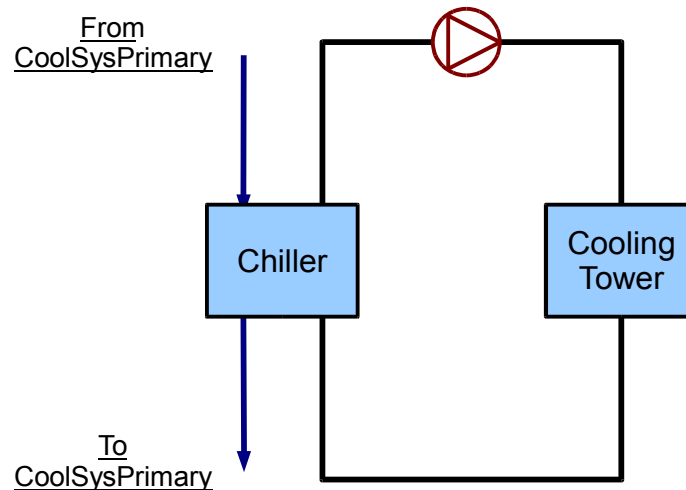 From
CoolSysPrimary
Chiller
Cooling
Tower
To
CoolSysPrimary